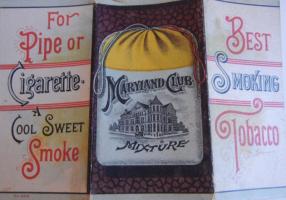 For
Pipe or
Cigarette.
A
Cool Sweet
Smoke
Maryland Club
Mixture
Best
Smoking
Tobacco